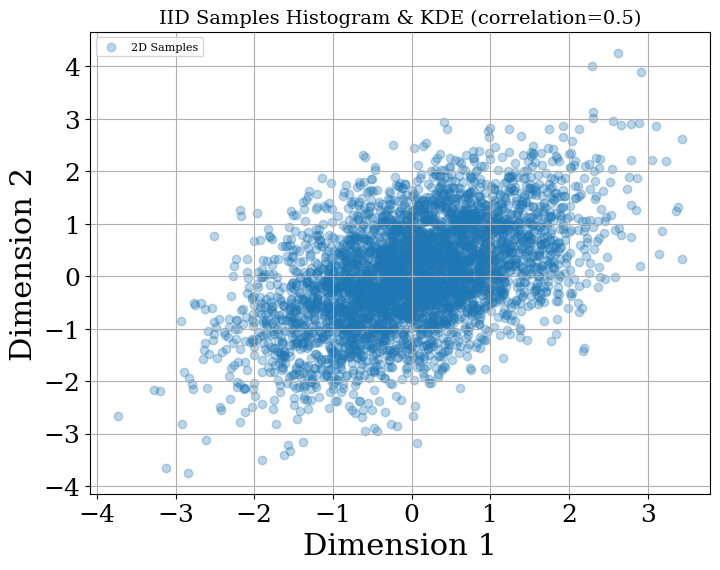 IID Samples Histogram & KDE (correlation=0.5)
2D Samples
Dimension 2
4
3
2
1
0
−1
−2
−3
−4
−4 −3 −2 −1 0 1 2 3
Dimension 1